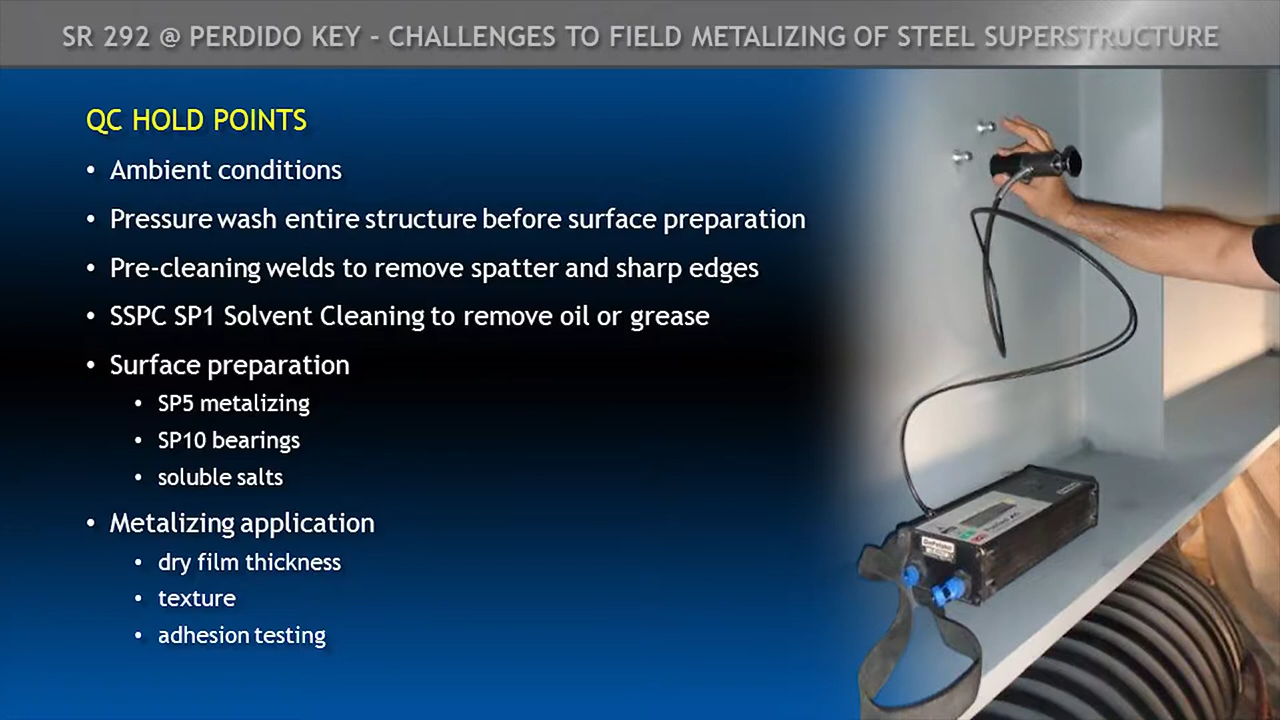 SR 292 @ PERDIDO KEY - CHALLENGES TO FIELD METALIZING OF STEEL SUPERSTRUCTURE
QC HOLD POINTS
• Ambient conditions
• Pressure wash entire structure before surface preparation
• Pre-cleaning welds to remove spatter and sharp edges
• SSPC SP1 Solvent Cleaning to remove oil or grease
• Surface preparation
• SP5 metalizing
• SP10 bearings
• soluble salts
• Metalizing application
• dry film thickness
• texture
• adhesion testing
DeFelsko